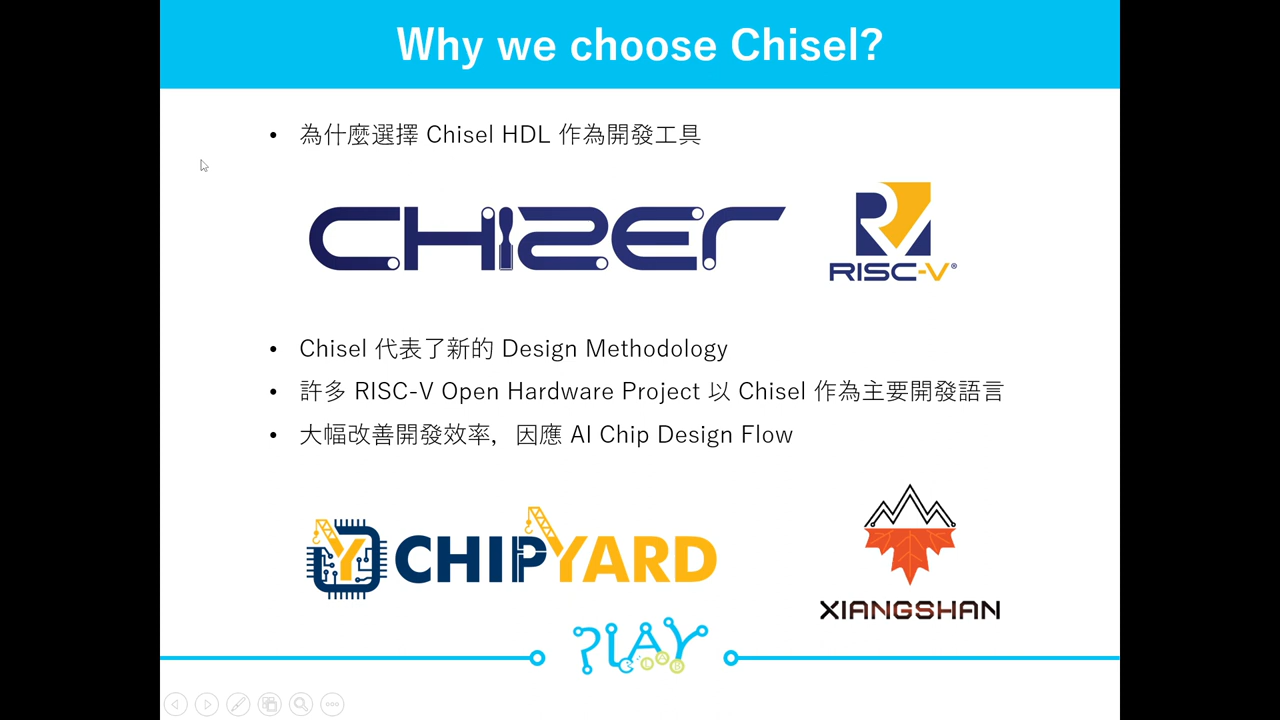 Why we choose Chisel?
• 為什麼選擇 Chisel HDL 作為開發工具
CHISEL
RISC-V®
• Chisel 代表了新的 Design Methodology
• 許多 RISC-V Open Hardware Project 以 Chisel 作為主要開發語言
• 大幅改善開發效率，因應 AI Chip Design Flow
CHIPYARD
XIANGSHAN
PLAY
LAB